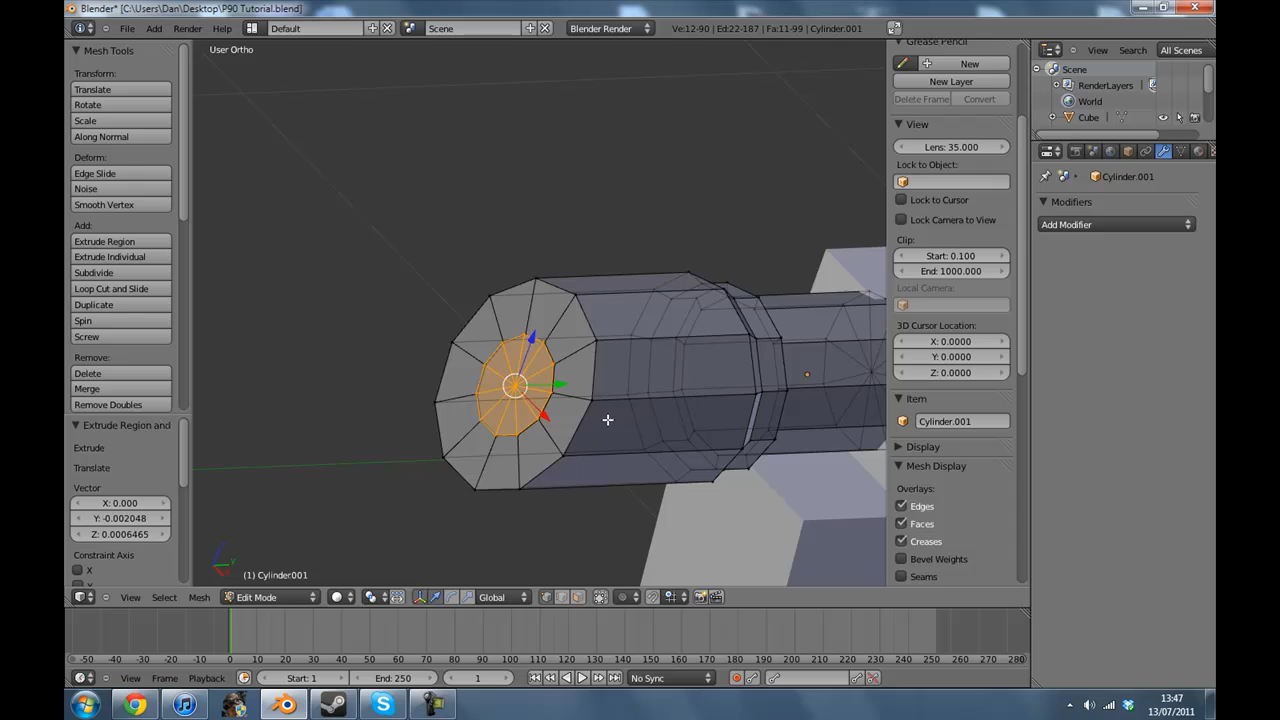 Blender* [C:\Users\Dan\Desktop\P90 Tutorial.blend]
File Add Render Help Default Scene Blender Render Ve:12-90 | Ed:22-187 | Fa:11-99 | Cylinder.001
Mesh Tools
Transform:
Translate
Rotate
Scale
Along Normal
Deform:
Edge Slide
Noise
Smooth Vertex
Add:
Extrude Region
Extrude Individual
Subdivide
Loop Cut and Slide
Duplicate
Spin
Screw
Remove:
Delete
Merge
Remove Doubles
Extrude Region and
Extrude
Translate
Vector
X: 0.000
Y: -0.002048
Z: 0.0006465
Constraint Axis
X
User Ortho
(1) Cylinder.001
Grease Pencil
New
New Layer
Delete Frame Convert
View
Lens: 35.000
Lock to Object:
Lock to Cursor
Lock Camera to View
Clip:
Start: 0.100
End: 1000.000
Local Camera:
3D Cursor Location:
X: 0.0000
Y: 0.0000
Z: 0.0000
Item
Cylinder.001
Display
Mesh Display
Overlays:
Edges
Faces
Creases
Bevel Weights
Seams
View Search All Scenes
Scene
RenderLayers
World
Cube
Cylinder.001
Modifiers
Add Modifier
View Select Mesh Edit Mode Global
-50 -40 -30 -20 -10 0 10 20 30 40 50 60 70 80 90 100 110 120 130 140 150 160 170 180 190 200 210 220 230 240 250 260 270 280
View Frame Playback Start: 1 End: 250 1 No Sync
13:47
13/07/2011